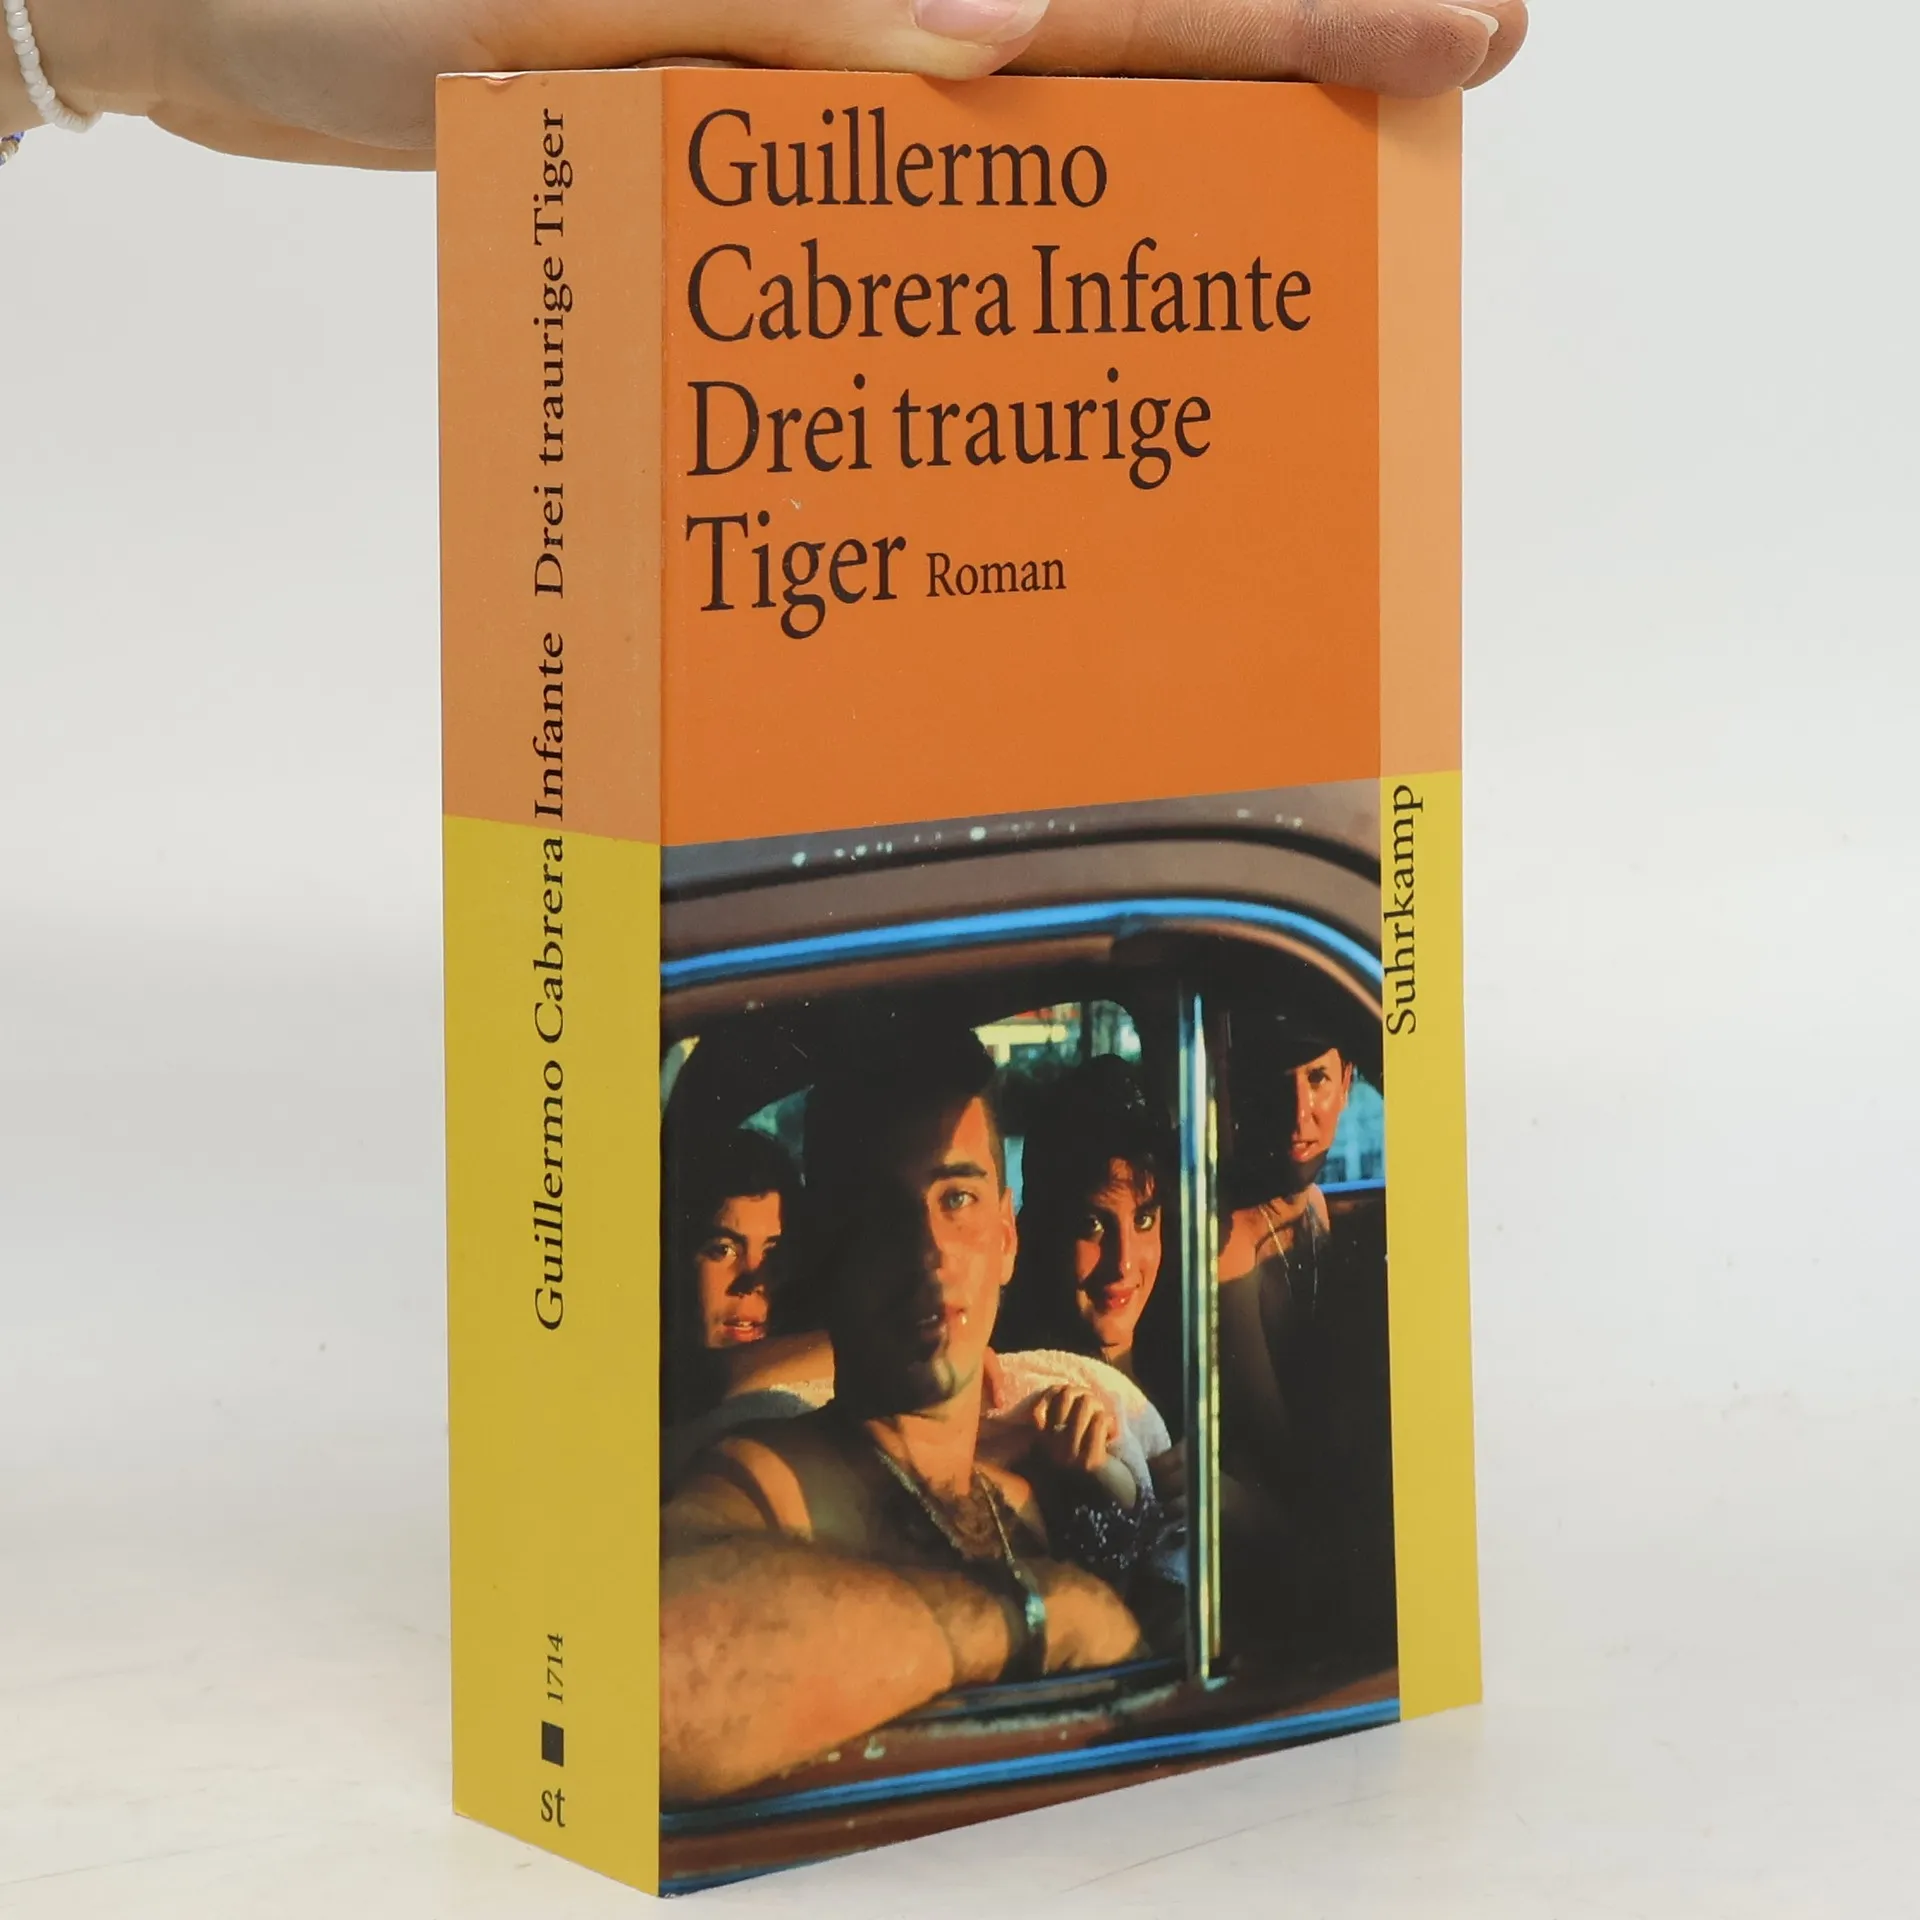 Guillermo
Cabrera Infante
Drei traurige
Tiger Roman
Suhrkamp
Guillermo Cabrera Infante Drei traurige Tiger
st 1714